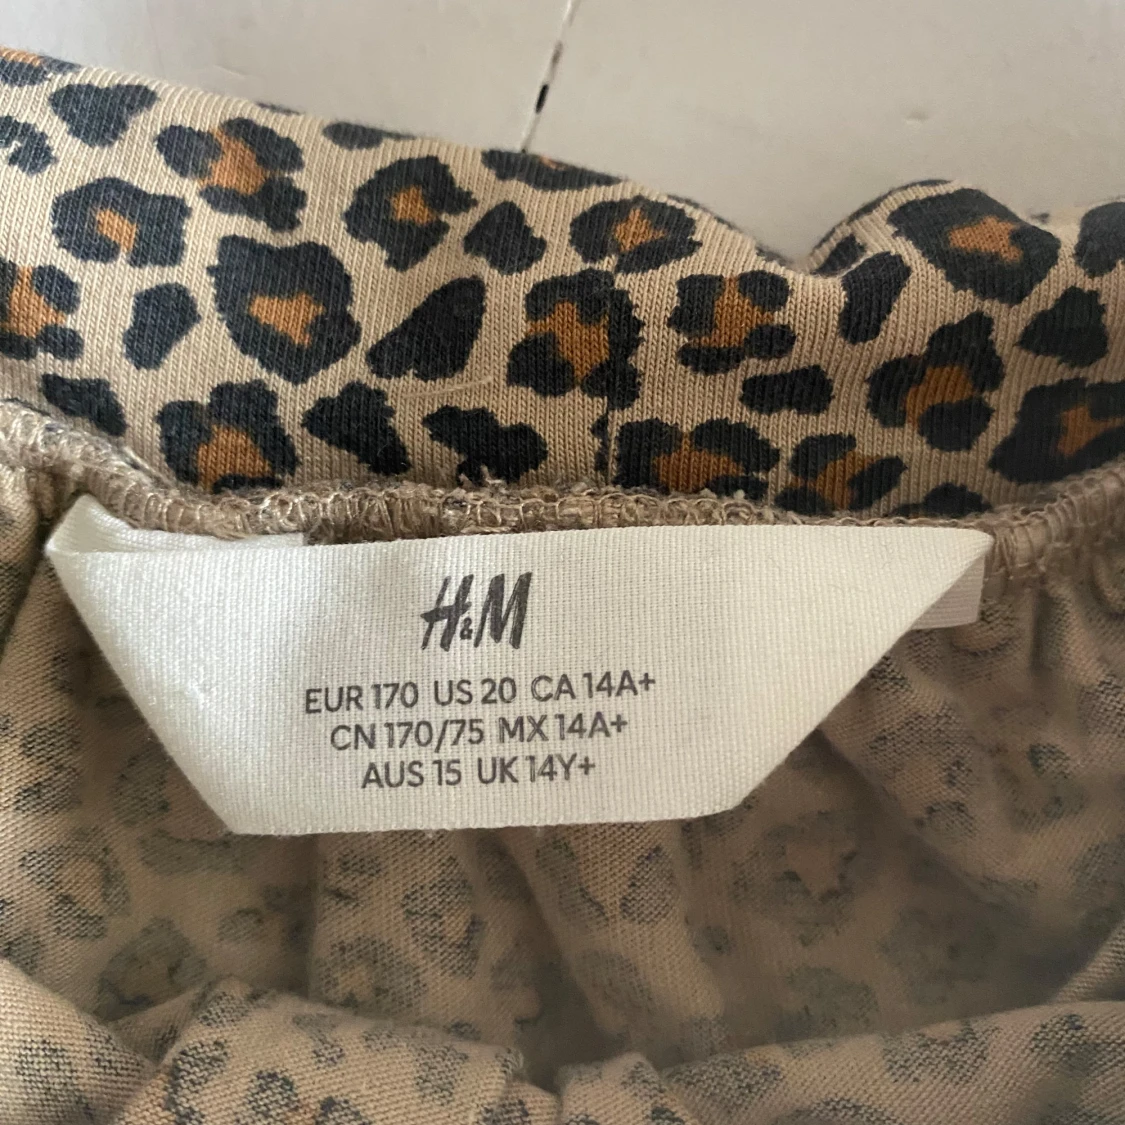 H&M
EUR 170 US 20 CA 14A+
CN 170/75 MX 14A+
AUS 15 UK 14Y+